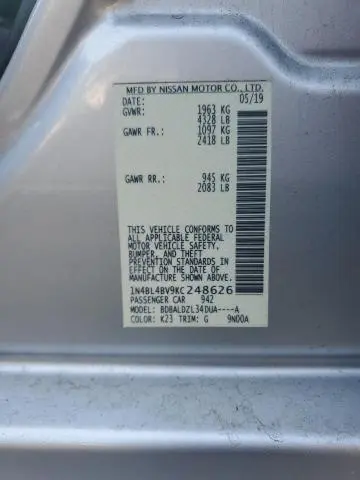 MFD BY NISSAN MOTOR CO., LTD.
DATE: 05/19
GVWR: 1963 KG
4328 LB
GAWR FR: 1097 KG
2418 LB
GAWR RR: 945 KG
2083 LB
THIS VEHICLE CONFORMS TO ALL
APPLICABLE U.S. FEDERAL
MOTOR VEHICLE SAFETY,
BUMPER, AND THEFT
PREVENTION STANDARDS IN
EFFECT ON THE DATE OF
MANUFACTURE SHOWN ABOVE.
1N4BL4BV9KC248626
PASSENGER CAR 942
MODEL: BDBALDZL34DUA----A
COLOR: K23 TRIM: G 9N00A